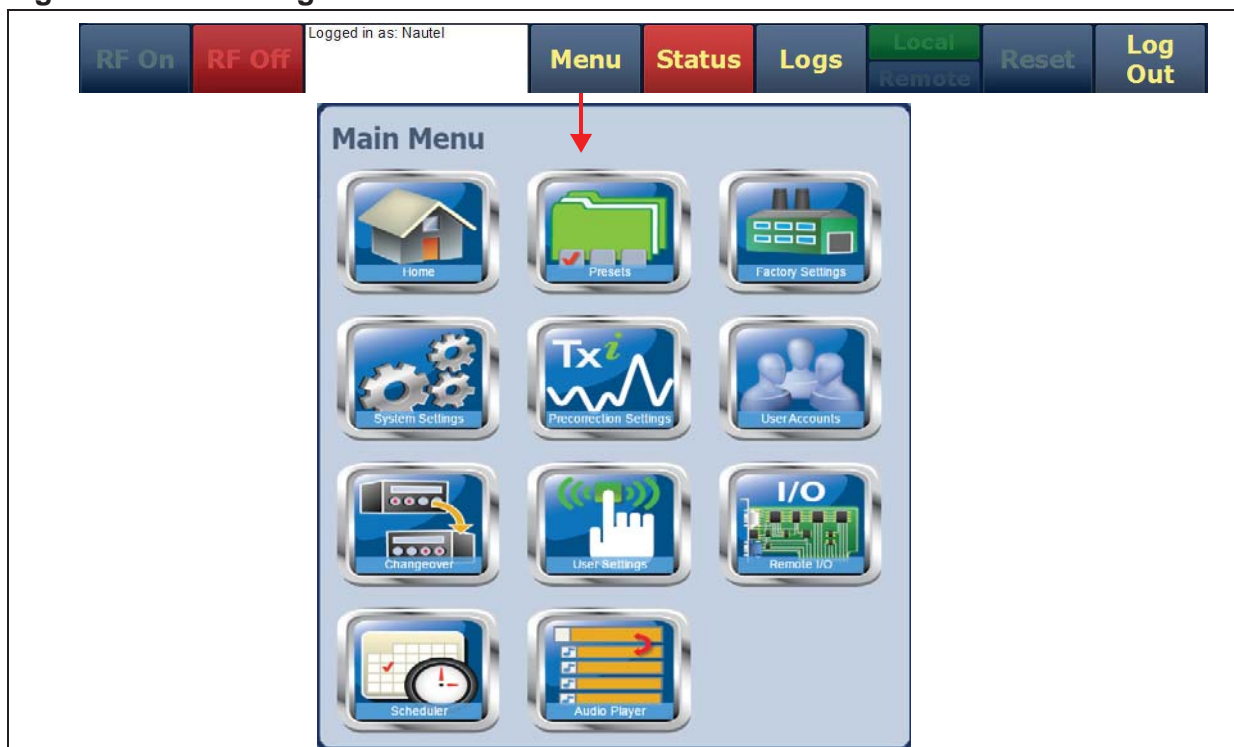 RF On
RF Off
Logged in as: Nautel
Menu
Status
Logs
Local
Remote
Reset
Log
Out
Main Menu
Home
Presets
Factory Settings
System Settings
Txi
Precorrection Settings
User Accounts
Changeover
User Settings
I/O
Remote I/O
Scheduler
Audio Player